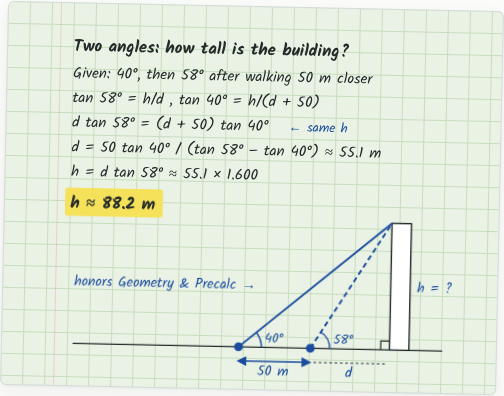 Two angles: how tall is the building?
Given: 40°, then 58° after walking 50 m closer
tan 58° = h/d , tan 40° = h/(d + 50)
d tan 58° = (d + 50) tan 40° ← same h
d = 50 tan 40° / (tan 58° − tan 40°) ≈ 55.1 m
h = d tan 58° ≈ 55.1 × 1.600
h ≈ 88.2 m
honors Geometry & Precalc →
h = ?
40°
58°
50 m
d